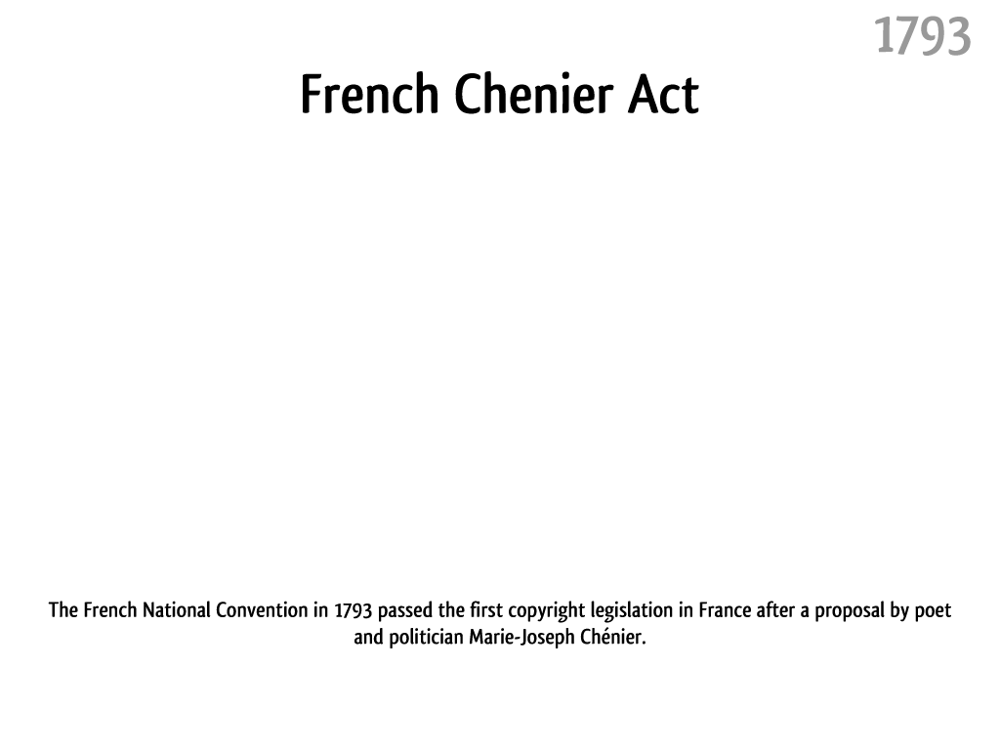 1793
French Chenier Act
The French National Convention in 1793 passed the first copyright legislation in France after a proposal by poet
and politician Marie-Joseph Chénier.